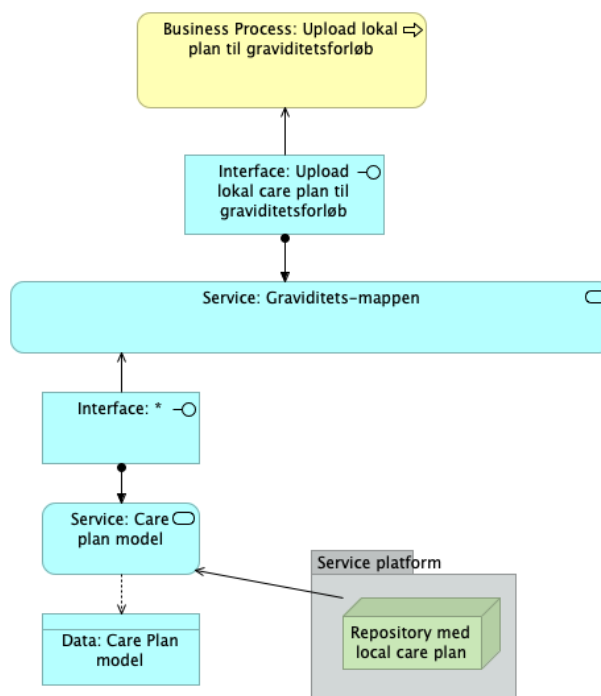 Business Process: Upload lokal
plan til graviditetsforløb
Interface: Upload
lokal care plan til
graviditetsforløb
Service: Graviditets-mappen
Interface: *
Service: Care
plan model
Service platform
Data: Care Plan
model
Repository med
local care plan